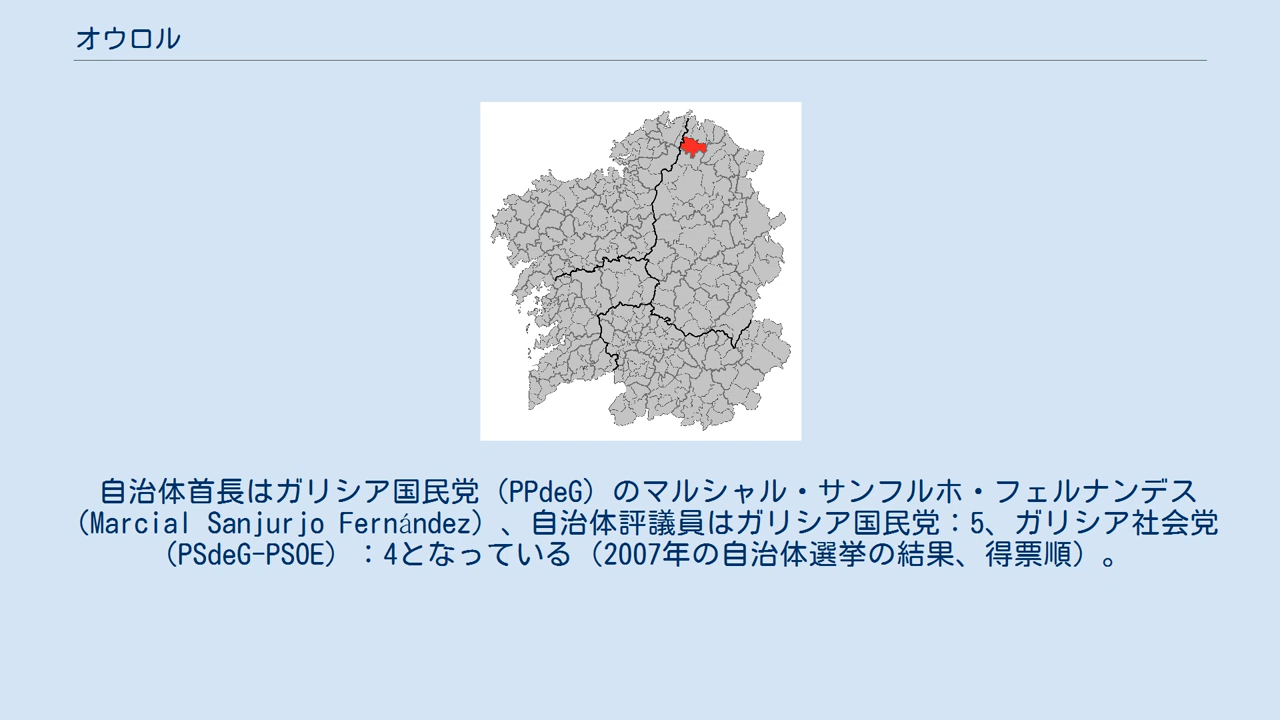 オウロル
自治体首長はガリシア国民党（PPdeG）のマルシャル・サンフルホ・フェルナンデス
（Marcial Sanjurjo Fernández）、自治体評議員はガリシア国民党：5、ガリシア社会党
（PSdeG-PSOE）：4となっている（2007年の自治体選挙の結果、得票順）。